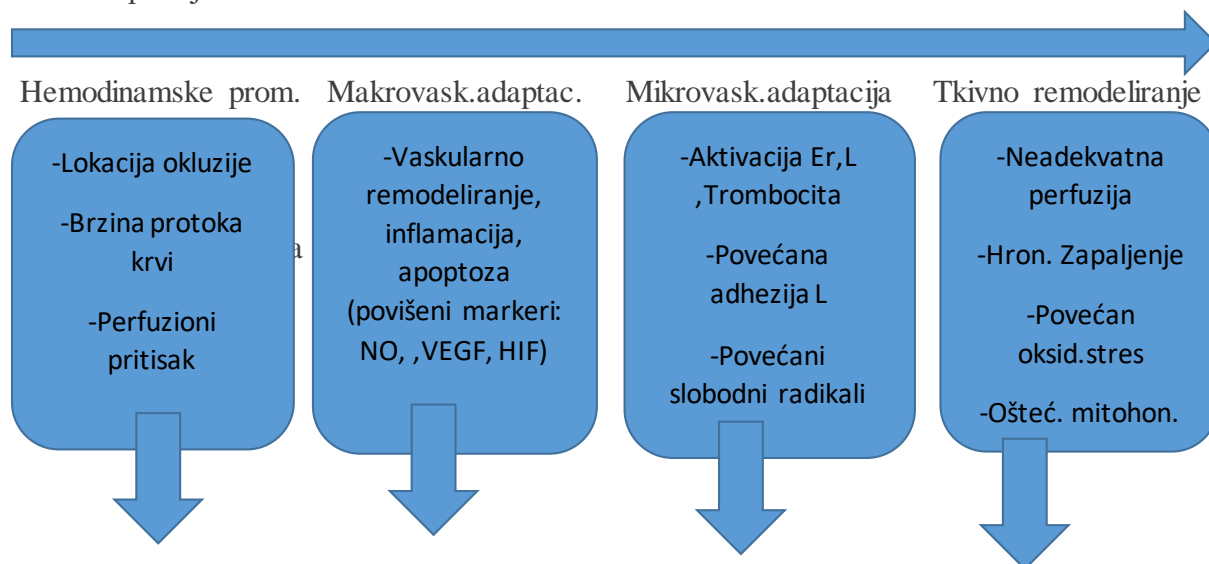 Hemodinamske prom.
Makrovask.adaptac.
Mikrovask.adaptacija
Tkivno remodeliranje
-Lokacija okluzije
-Brzina protoka
krvi
-Perfuzioni
pritisak
a
-Vaskularno
remodeliranje,
inflamacija,
apoptoza
(povišeni markeri:
NO, ,VEGF, HIF)
-Aktivacija Er,L
,Trombocita
-Povećana
adhezija L
-Povećani
slobodni radikali
-Neadekvatna
perfuzija
-Hron. Zapaljenje
-Povećan
oksid.stres
-Ošteć. mitohon.